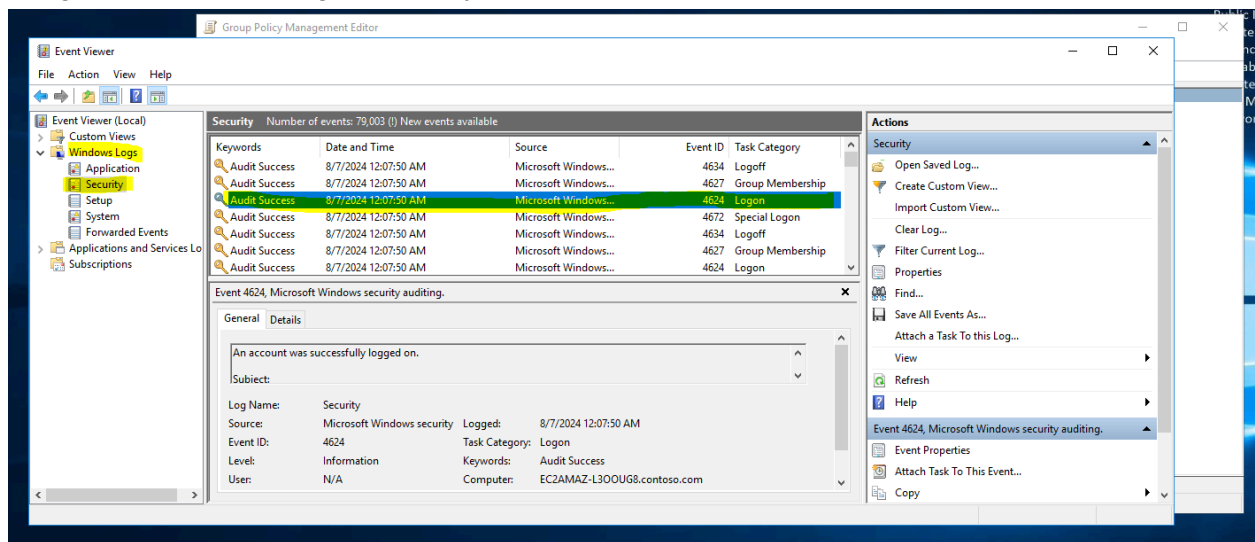 Group Policy Management Editor
Event Viewer
File Action View Help
Event Viewer (Local)
Custom Views
Windows Logs
Application
Security
Setup
System
Forwarded Events
Applications and Services Lo
Subscriptions
Security Number of events: 79,003 (!) New events available
Keywords Date and Time Source Event ID Task Category
Audit Success 8/7/2024 12:07:50 AM Microsoft Windows... 4634 Logoff
Audit Success 8/7/2024 12:07:50 AM Microsoft Windows... 4627 Group Membership
Audit Success 8/7/2024 12:07:50 AM Microsoft Windows... 4624 Logon
Audit Success 8/7/2024 12:07:50 AM Microsoft Windows... 4672 Special Logon
Audit Success 8/7/2024 12:07:50 AM Microsoft Windows... 4634 Logoff
Audit Success 8/7/2024 12:07:50 AM Microsoft Windows... 4627 Group Membership
Audit Success 8/7/2024 12:07:50 AM Microsoft Windows... 4624 Logon
Event 4624, Microsoft Windows security auditing.
General Details
An account was successfully logged on.
Subject:
Log Name: Security
Source: Microsoft Windows security Logged: 8/7/2024 12:07:50 AM
Event ID: 4624 Task Category: Logon
Level: Information Keywords: Audit Success
User: N/A Computer: EC2AMAZ-L3OOUG8.contoso.com
Actions
Security
Open Saved Log...
Create Custom View...
Import Custom View...
Clear Log...
Filter Current Log...
Properties
Find...
Save All Events As...
Attach a Task To this Log...
View
Refresh
Help
Event 4624, Microsoft Windows security auditing.
Event Properties
Attach Task To This Event...
Copy